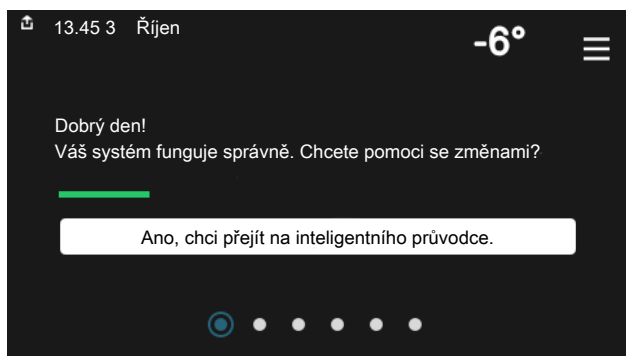 13.45 3 Říjen
-6°
Dobrý den!
Váš systém funguje správně. Chcete pomoci se změnami?
Ano, chci přejít na inteligentního průvodce.